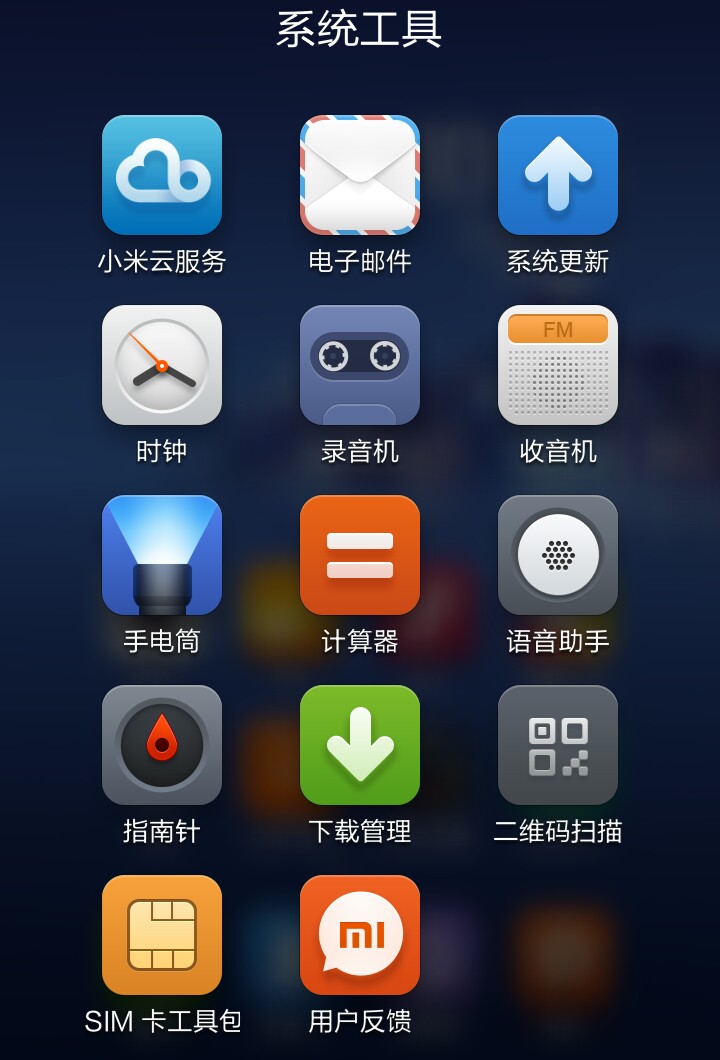 系统工具
小米云服务
电子邮件
系统更新
时钟
录音机
FM
收音机
手电筒
计算器
语音助手
指南针
下载管理
二维码扫描
SIM 卡工具包
mi
用户反馈